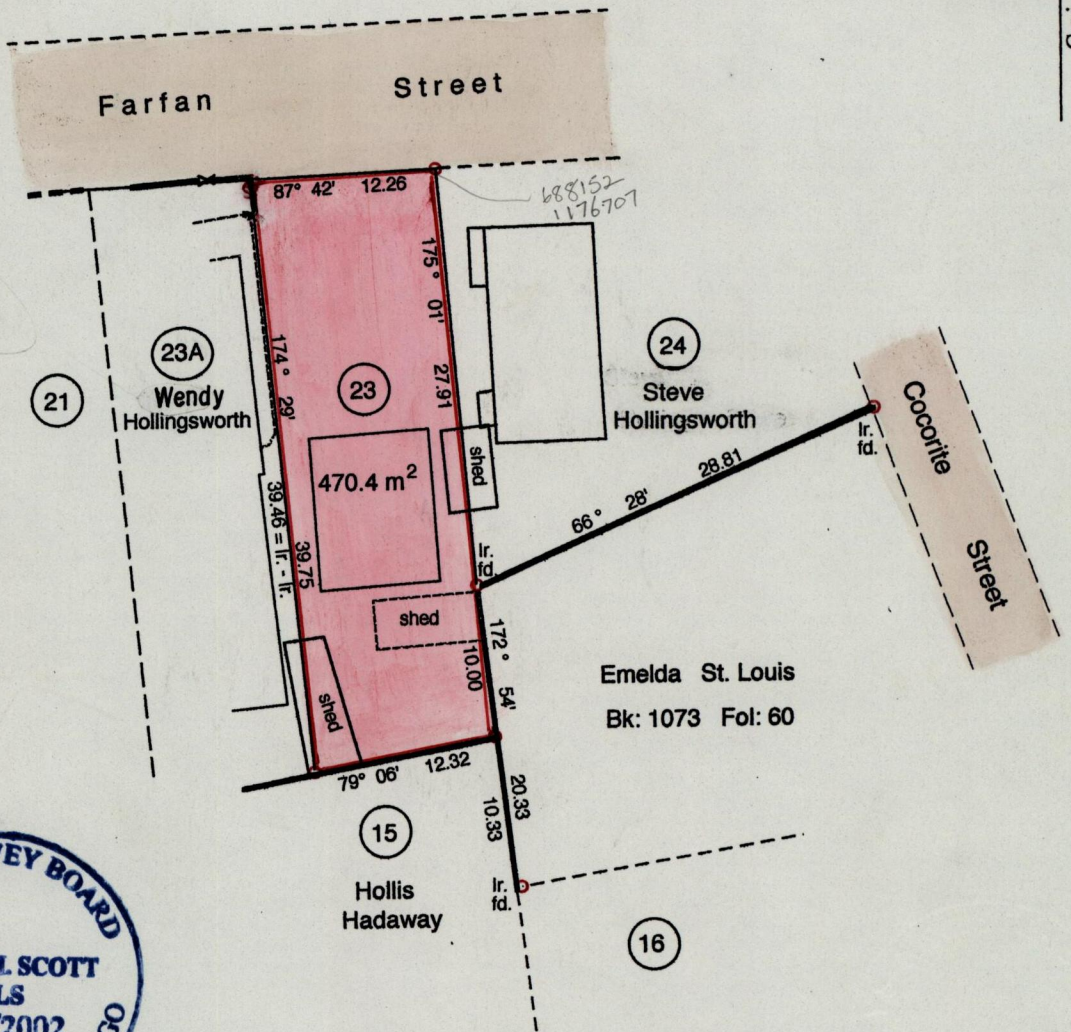 Farfan Street
87° 42' 12.26
688152
1176707
175° 01' 27.91
174° 29' 39.75
39.46 = Ir. - Ir.
21
23A
Wendy
Hollingsworth
23
470.4 m²
24
Steve
Hollingsworth
shed
Ir.
fd.
66° 28' 28.81
Ir.
fd.
Cocorite Street
shed
172° 54'
10.00
shed
Emelda St. Louis
Bk: 1073 Fol: 60
79° 06' 12.32
20.33
10.33
15
Hollis
Hadaway
Ir.
fd.
16
BOARD
SCOTT
LS
2002